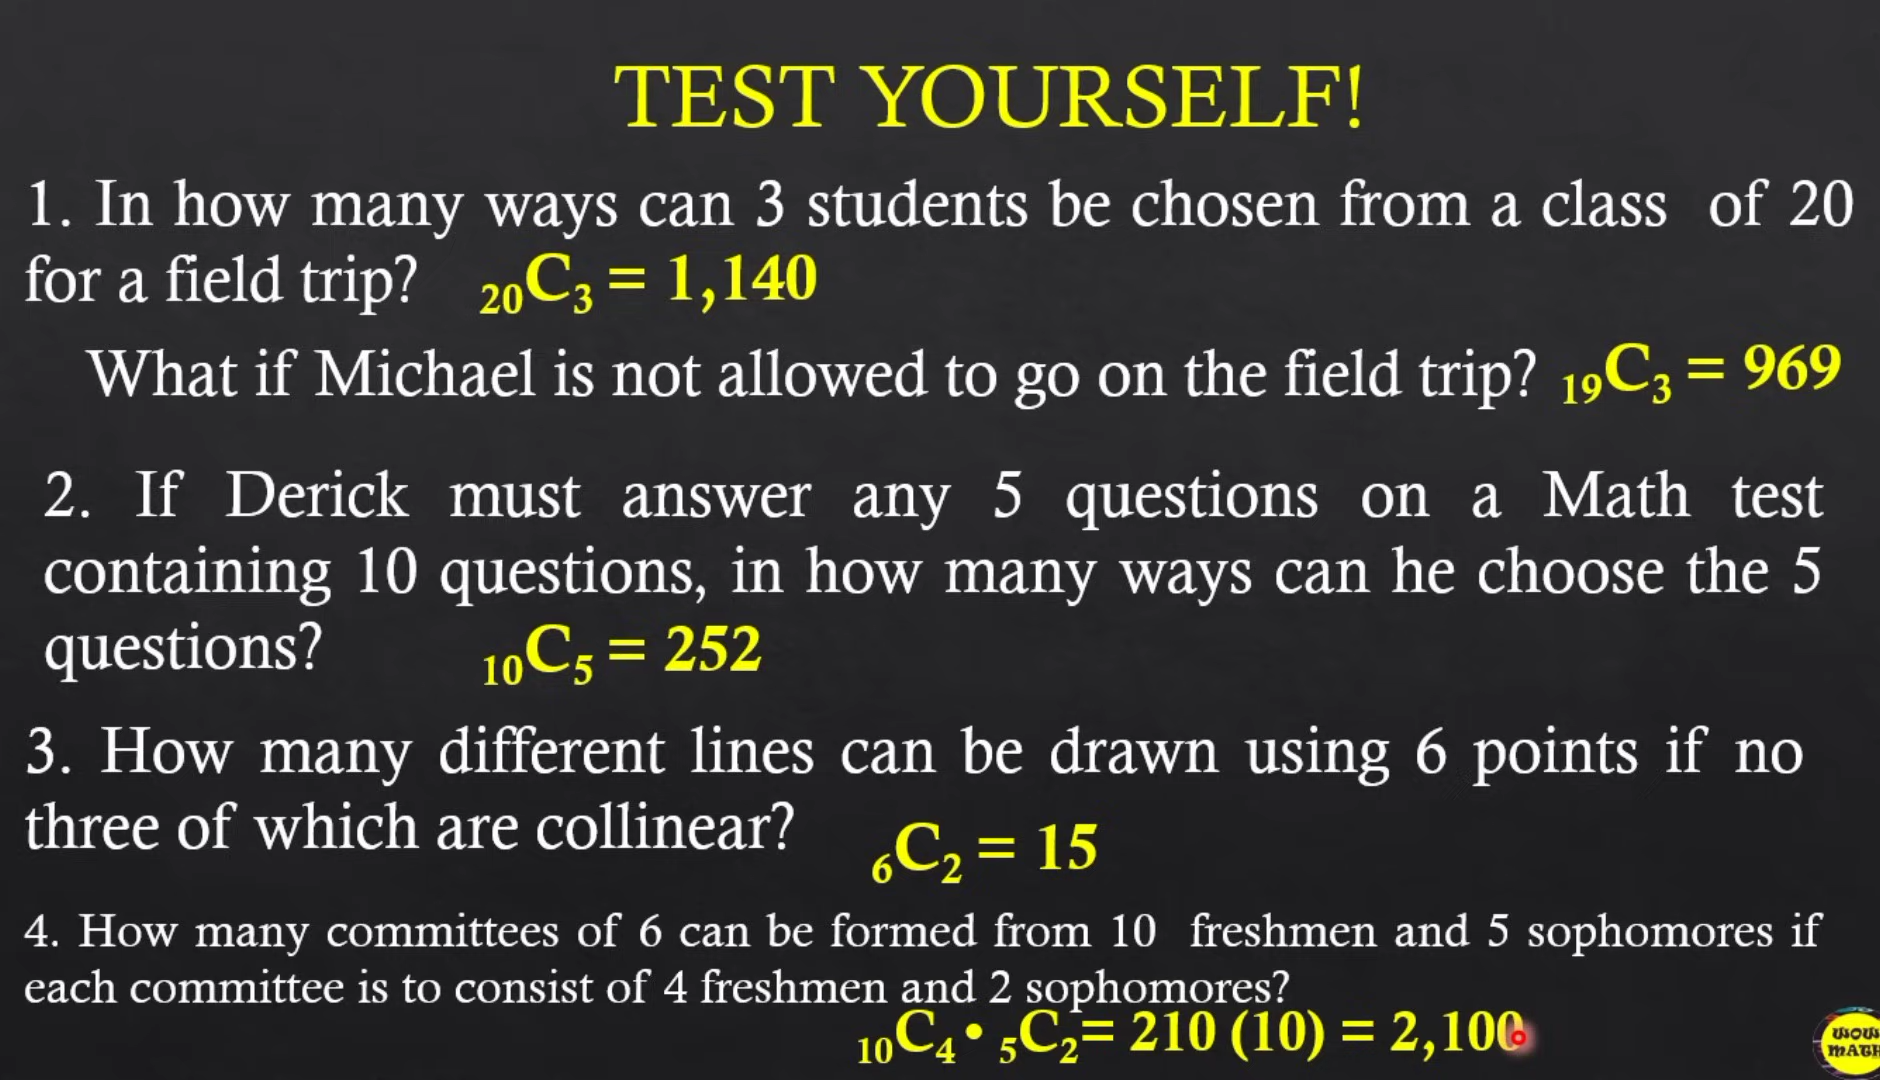 TEST YOURSELF!
1. In how many ways can 3 students be chosen from a class of 20
for a field trip? ₂₀C₃ = 1,140
What if Michael is not allowed to go on the field trip? ₁₉C₃ = 969
2. If Derick must answer any 5 questions on a Math test
containing 10 questions, in how many ways can he choose the 5
questions? ₁₀C₅ = 252
3. How many different lines can be drawn using 6 points if no
three of which are collinear? ₆C₂ = 15
4. How many committees of 6 can be formed from 10 freshmen and 5 sophomores if
each committee is to consist of 4 freshmen and 2 sophomores?
₁₀C₄ • ₅C₂= 210 (10) = 2,100
WOW
MATH